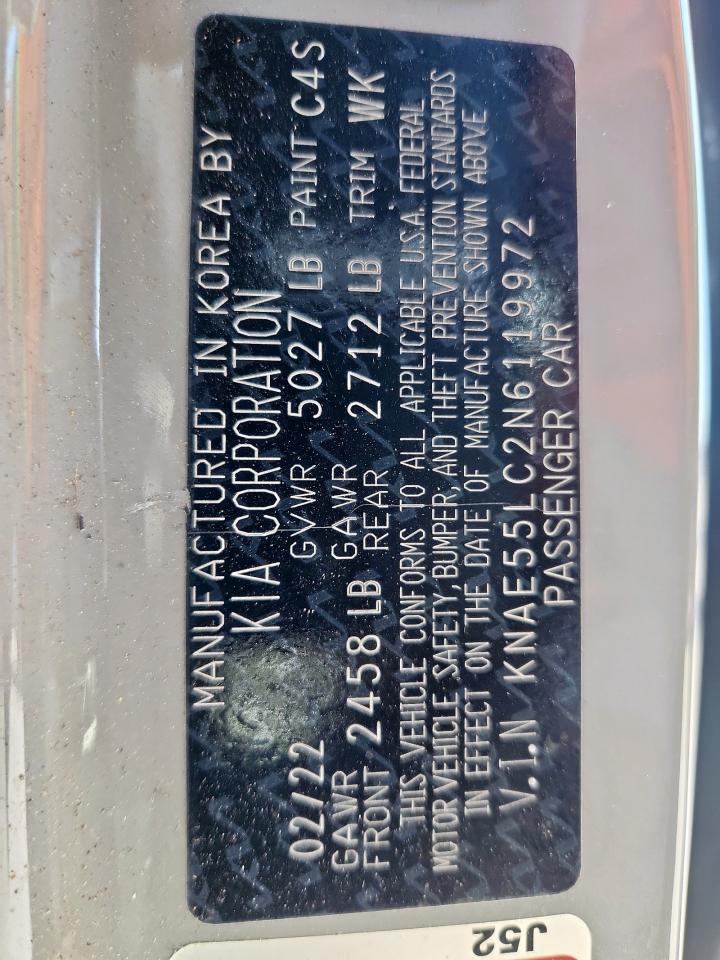 MANUFACTURED IN KOREA BY
KIA CORPORATION
02/22 GVWR 5027 LB PAINT C4S
GAWR FRONT 2458 LB GAWR REAR 2712 LB TRIM WK
THIS VEHICLE CONFORMS TO ALL APPLICABLE U.S.A. FEDERAL
MOTOR VEHICLE SAFETY, BUMPER, AND THEFT PREVENTION STANDARDS
IN EFFECT ON THE DATE OF MANUFACTURE SHOWN ABOVE
V.I.N KNAE55LC2N6119972
PASSENGER CAR
J52